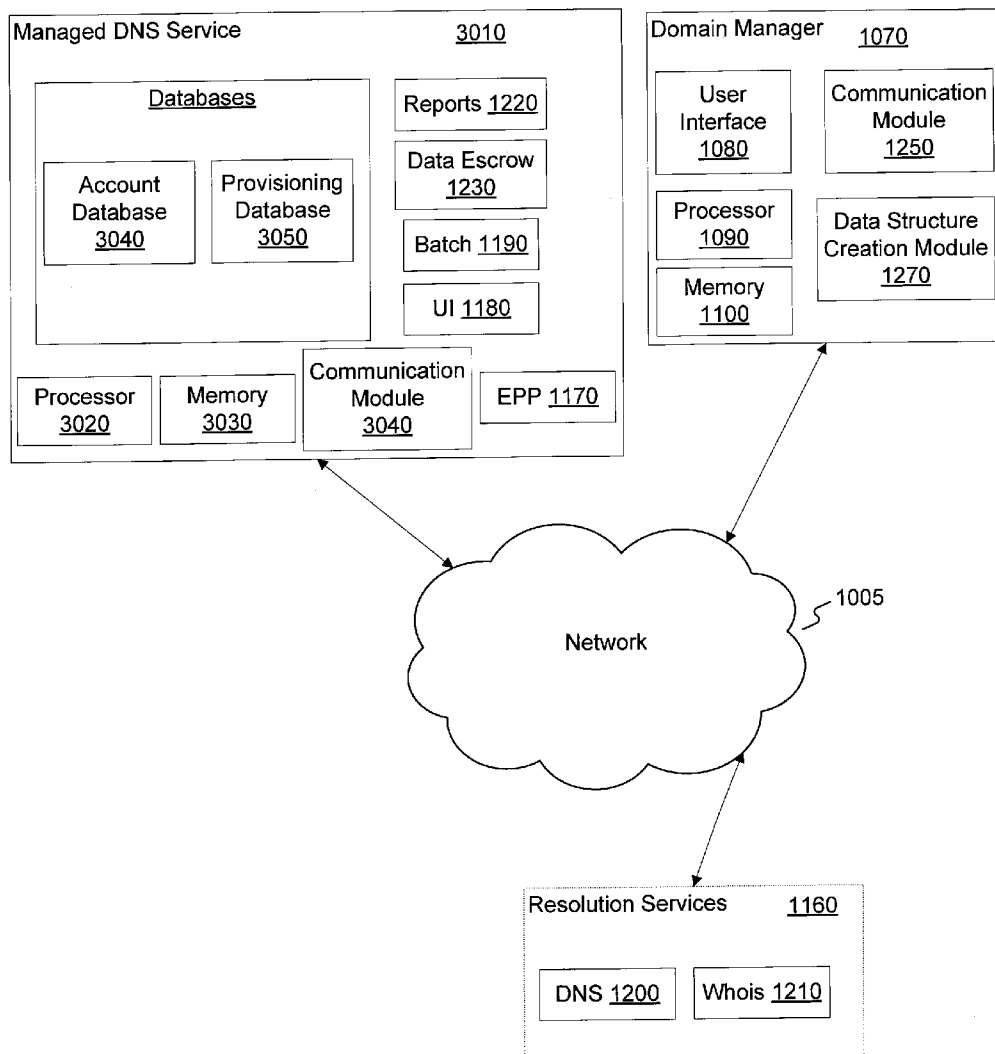 Managed DNS Service 3010
Databases
Account
Database
3040
Provisioning
Database
3050
Reports 1220
Data Escrow
1230
Batch 1190
UI 1180
Processor
3020
Memory
3030
Communication
Module
3040
EPP 1170
Domain Manager 1070
User
Interface
1080
Communication
Module
1250
Processor
1090
Data Structure
Creation Module
1270
Memory
1100
Network
1005
Resolution Services 1160
DNS 1200
Whois 1210